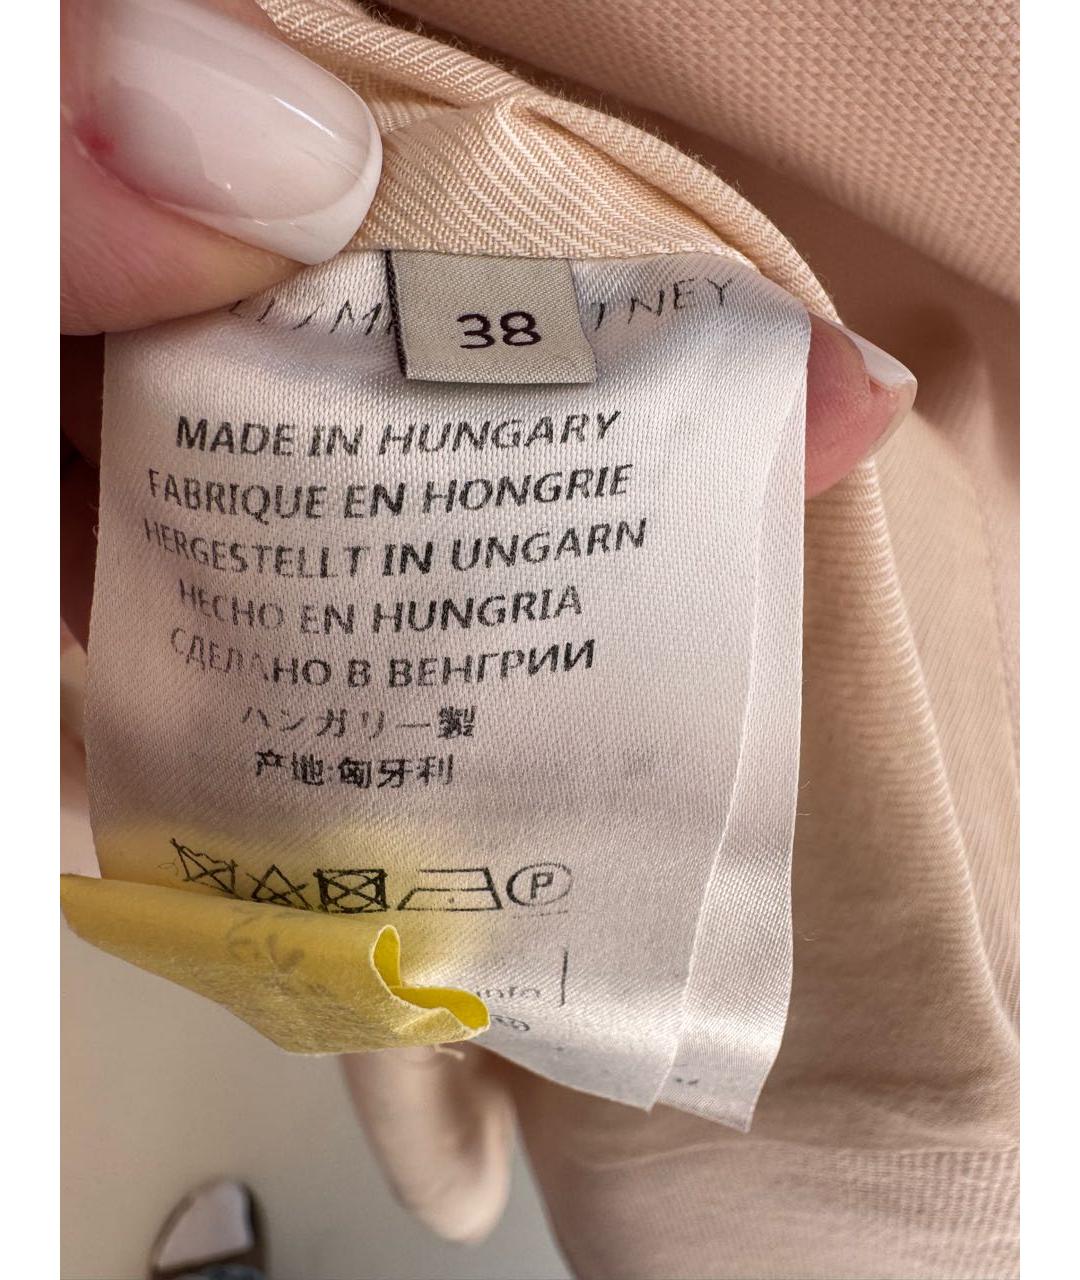 38
MADE IN HUNGARY
FABRIQUE EN HONGRIE
HERGESTELLT IN UNGARN
HECHO EN HUNGRIA
СДЕЛАНО В ВЕНГРИИ
ハンガリー製
产地:匈牙利
P
info